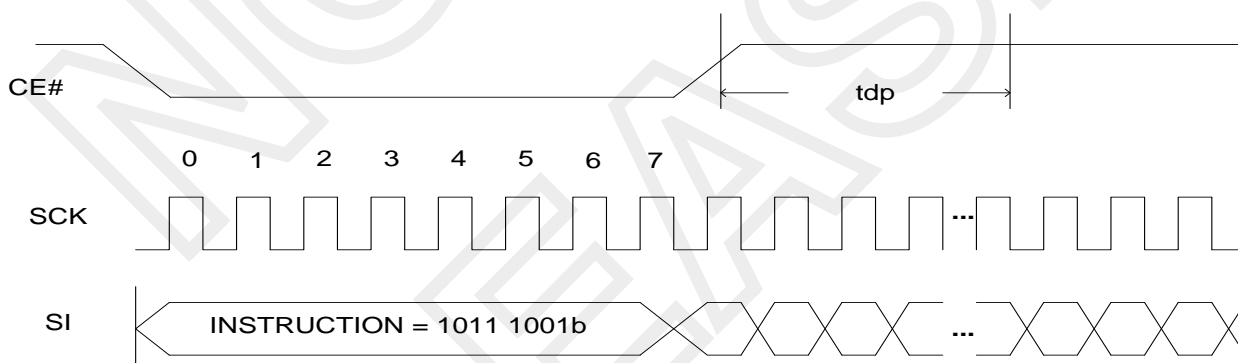 CE#
tdp
0 1 2 3 4 5 6 7
SCK
...
SI
INSTRUCTION = 1011 1001b
...